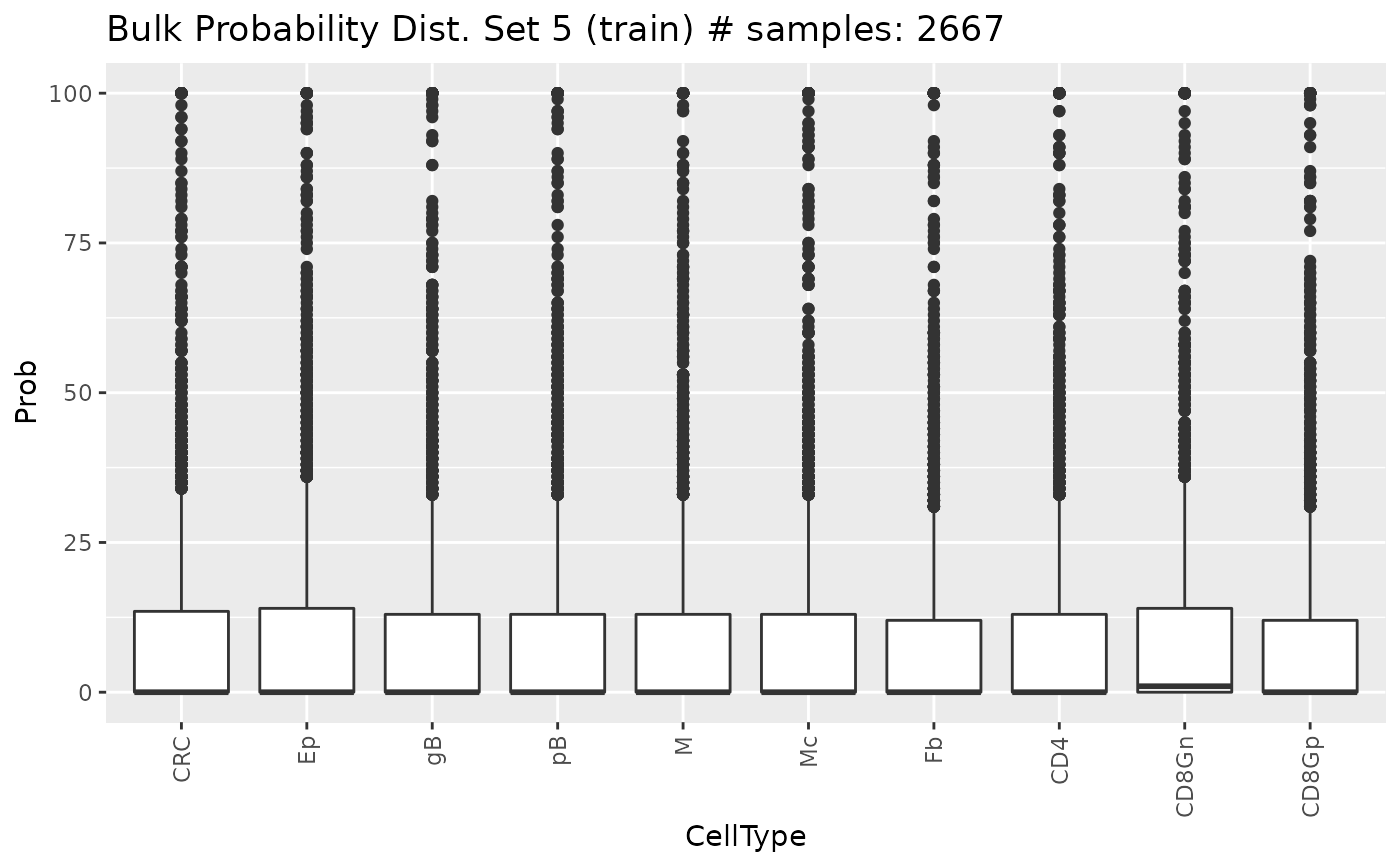 Bulk Probability Dist. Set 5 (train) # samples: 2667
Prob
100
75
50
25
0
CRC
Ep
gB
pB
M
Mc
Fb
CD4
CD8Gn
CD8Gp
CellType